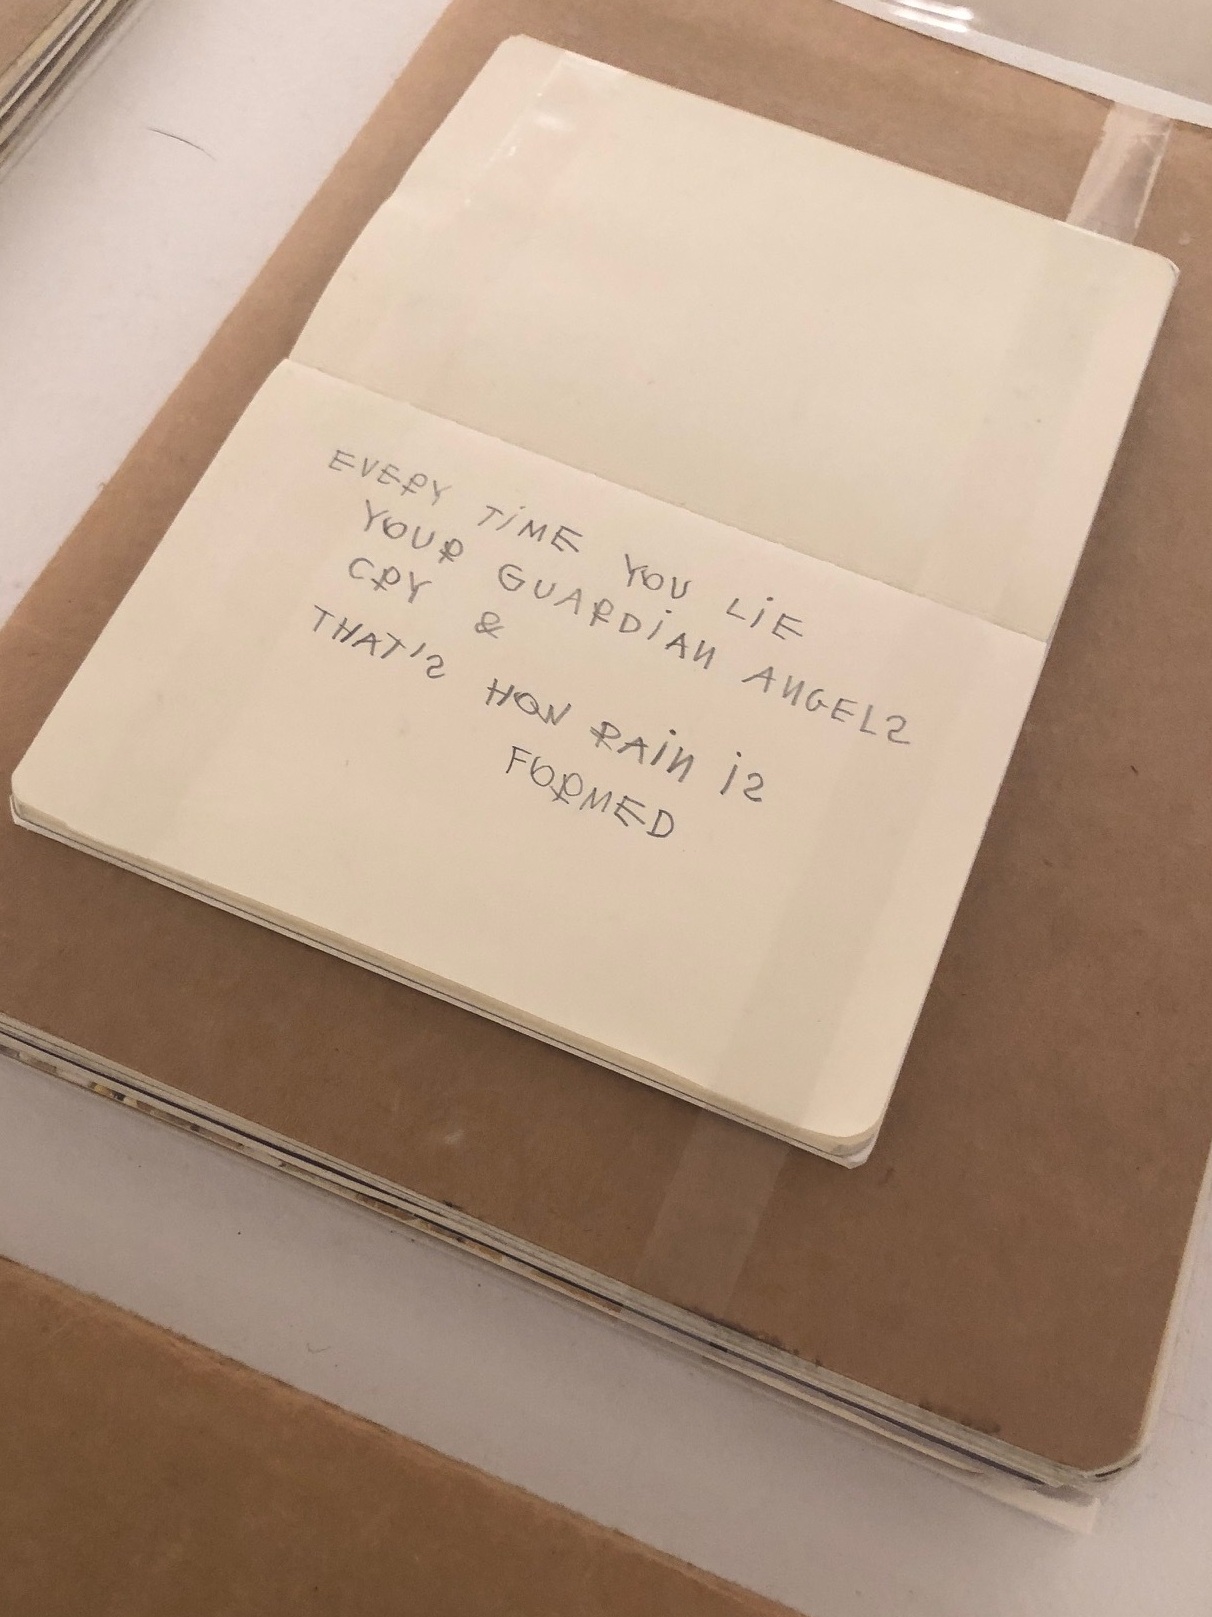 EVERY TIME YOU LIE
YOUR GUARDIAN ANGELS
CRY &
THAT'S HOW RAIN IS
FORMED